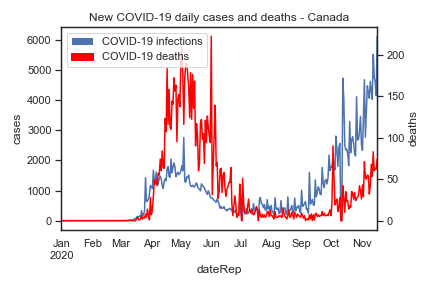 New COVID-19 daily cases and deaths - Canada
COVID-19 infections
COVID-19 deaths
6000
5000
4000
3000
2000
1000
0
cases
200
150
100
50
0
deaths
Jan Feb Mar Apr May Jun Jul Aug Sep Oct Nov
2020
dateRep